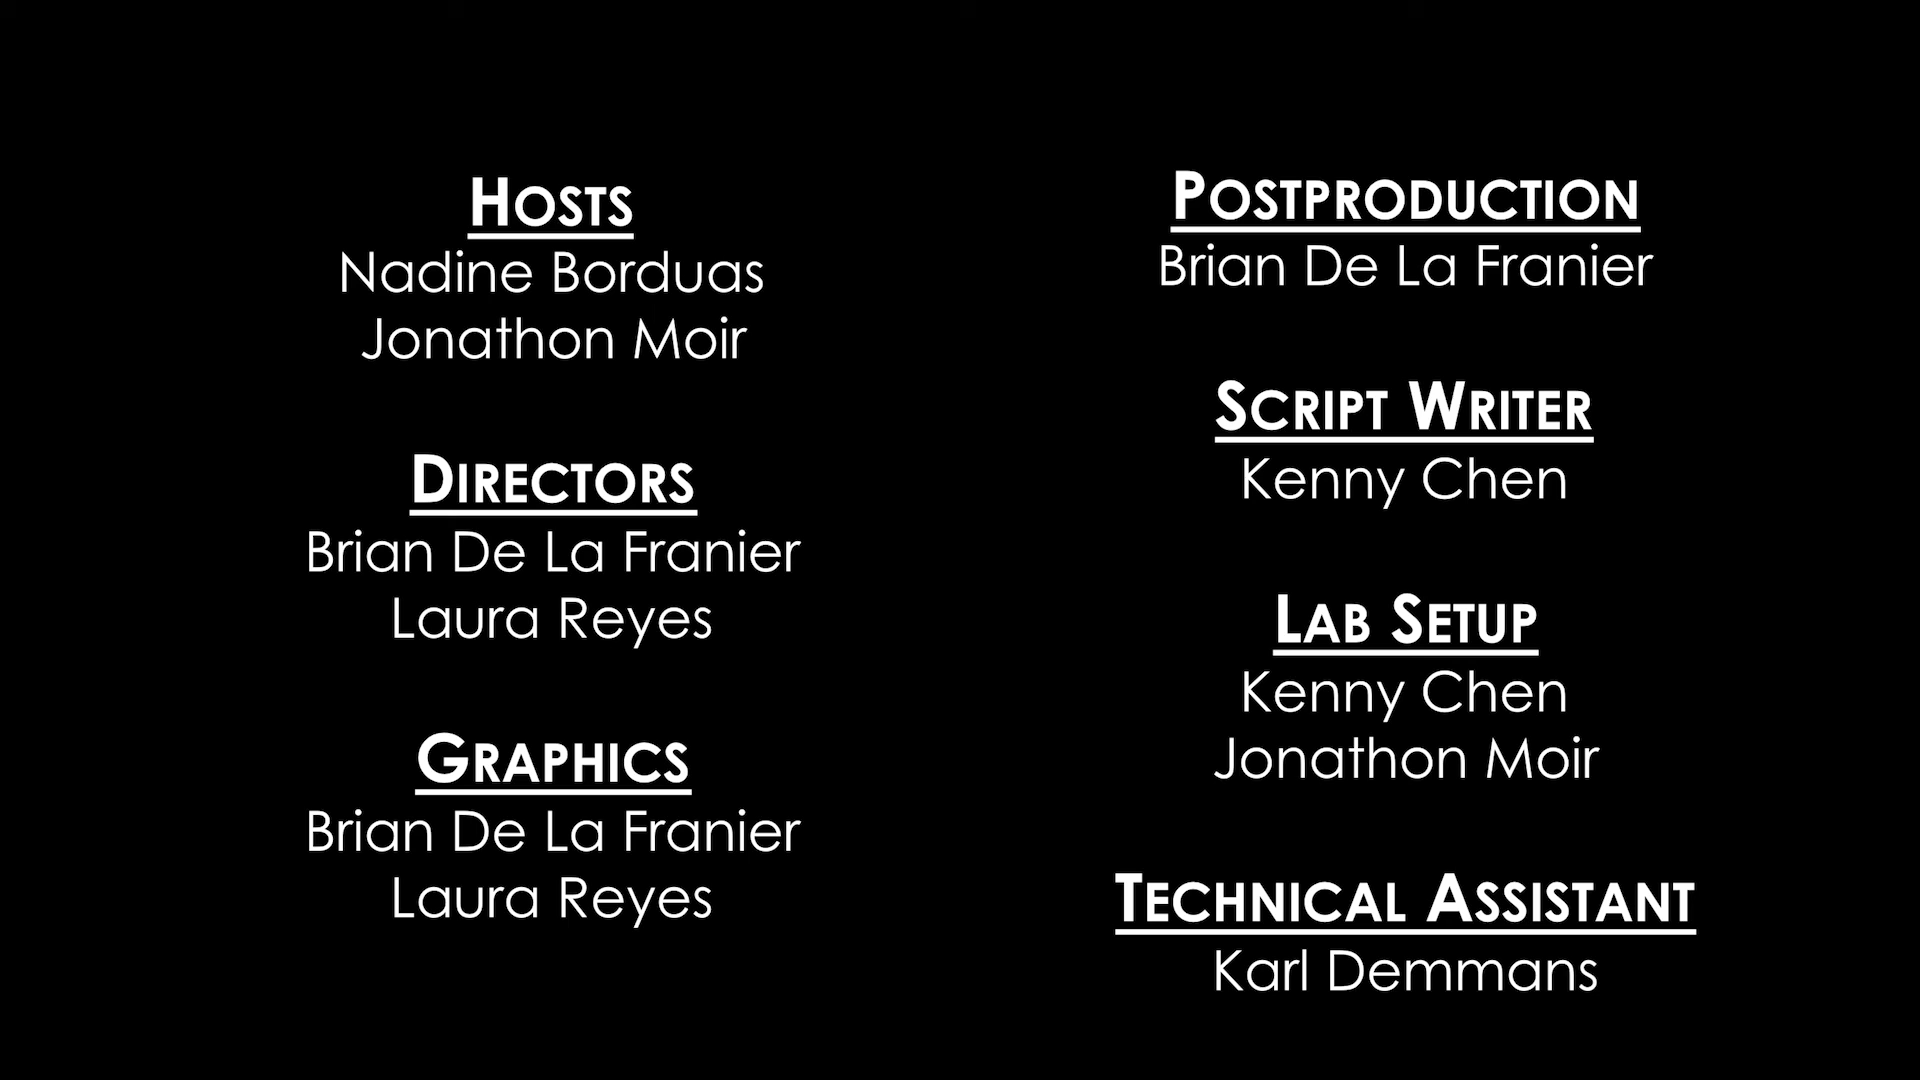 Hosts
Nadine Borduas
Jonathon Moir
Directors
Brian De La Franier
Laura Reyes
Graphics
Brian De La Franier
Laura Reyes
Postproduction
Brian De La Franier
Script Writer
Kenny Chen
Lab Setup
Kenny Chen
Jonathon Moir
Technical Assistant
Karl Demmans